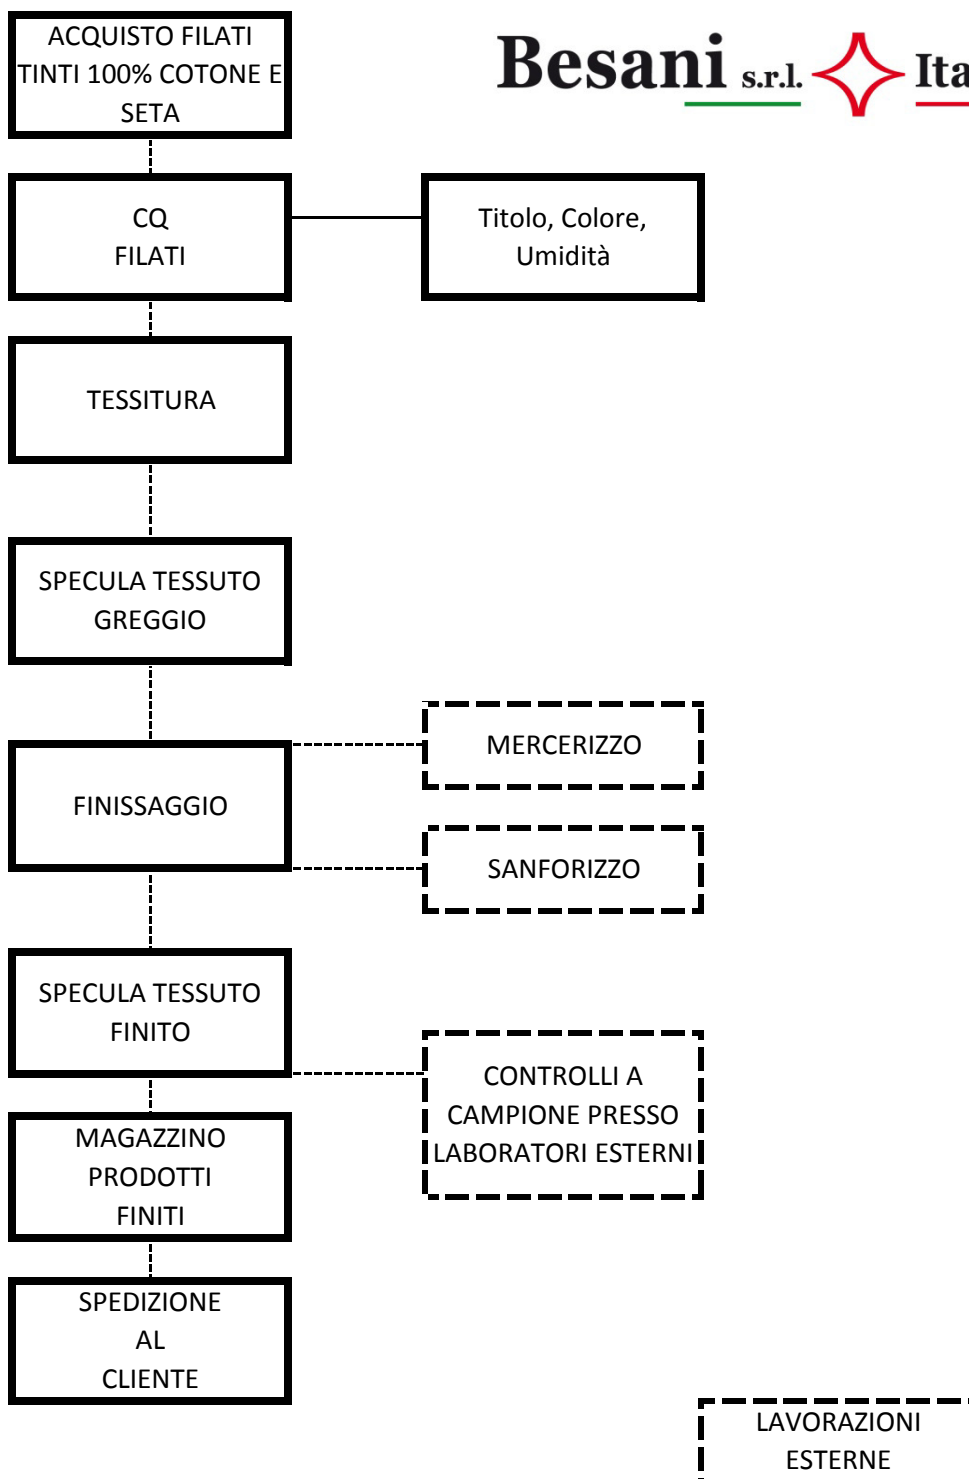 Besani s.r.l. Ita
ACQUISTO FILATI
TINTI 100% COTONE E
SETA
CQ
FILATI
Titolo, Colore,
Umidità
TESSITURA
SPECULA TESSUTO
GREGGIO
MERCERIZZO
FINISSAGGIO
SANFORIZZO
SPECULA TESSUTO
FINITO
CONTROLLI A
CAMPIONE PRESSO
LABORATORI ESTERNI
MAGAZZINO
PRODOTTI
FINITI
SPEDIZIONE
AL
CLIENTE
LAVORAZIONI
ESTERNE